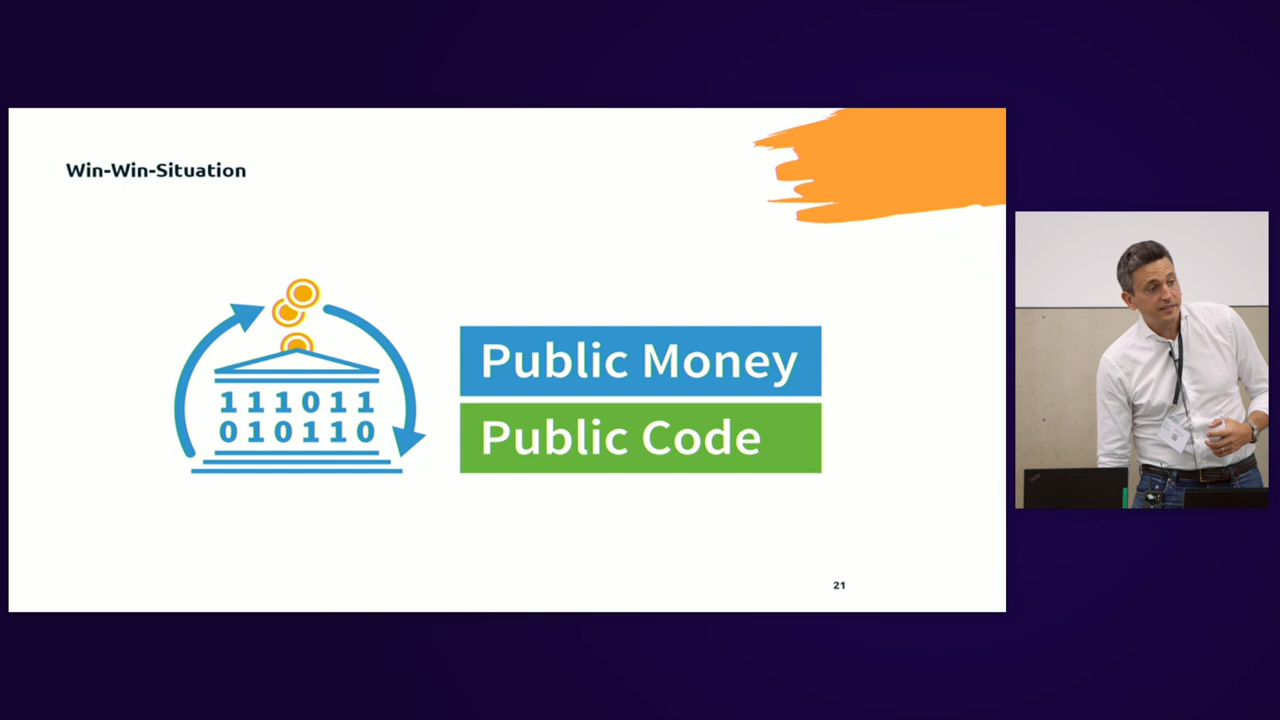 Win-Win-Situation
111011
010110
Public Money
Public Code
21